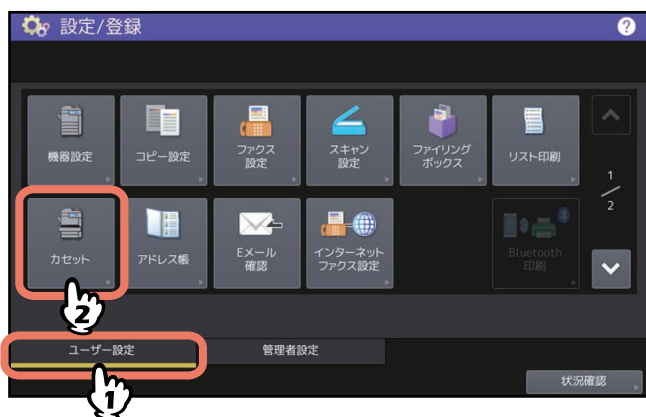 設定/登録
?
機器設定
コピー設定
ファクス
設定
スキャン
設定
ファイリング
ボックス
リスト印刷
1
2
カセット
アドレス帳
Eメール
確認
インターネット
ファクス設定
Bluetooth
印刷
2
ユーザー設定
管理者設定
1
状況確認